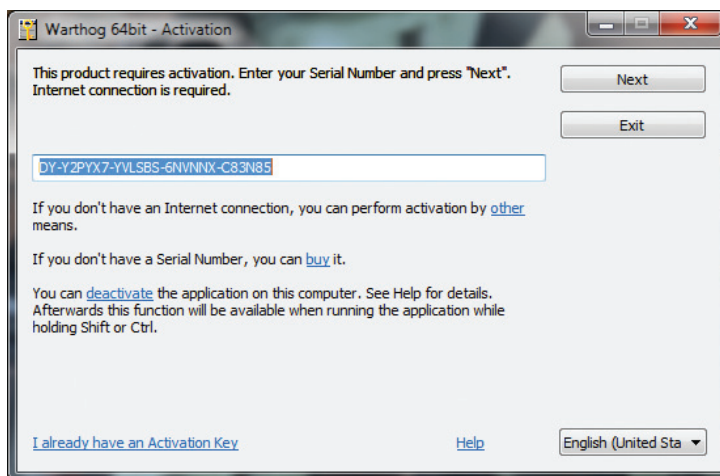 Warthog 64bit - Activation
This product requires activation. Enter your Serial Number and press "Next".
Internet connection is required.
Next
Exit
DY-Y2PYX7-YVLSBS-6NVNNX-C83N85
If you don't have an Internet connection, you can perform activation by other
means.
If you don't have a Serial Number, you can buy it.
You can deactivate the application on this computer. See Help for details.
Afterwards this function will be available when running the application while
holding Shift or Ctrl.
I already have an Activation Key
Help
English (United Sta